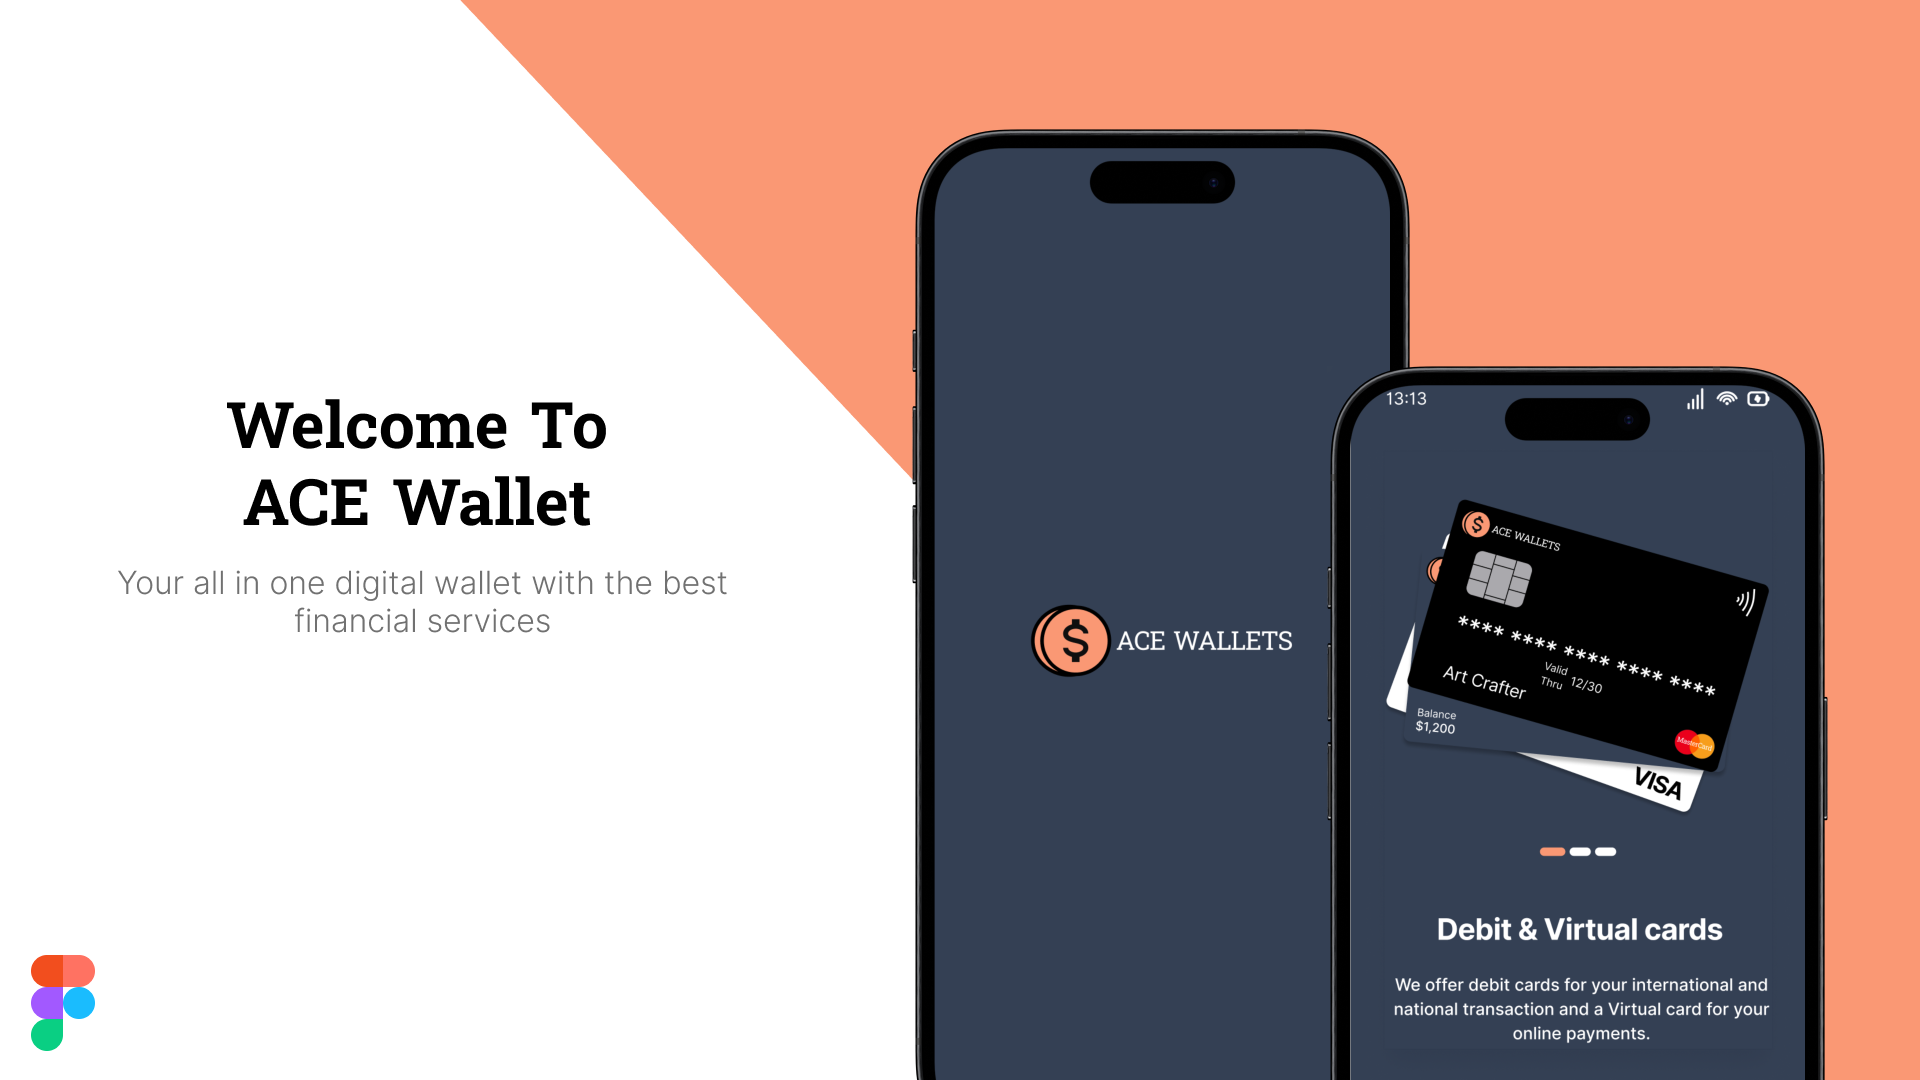 Welcome To
ACE Wallet
Your all in one digital wallet with the best
financial services
$ ACE WALLETS
13:13
$ ACE WALLETS
**** **** **** **** ****
Valid
Thru 12/30
Art Crafter
MasterCard
Balance
$1,200
VISA
Debit & Virtual cards
We offer debit cards for your international and
national transaction and a Virtual card for your
online payments.